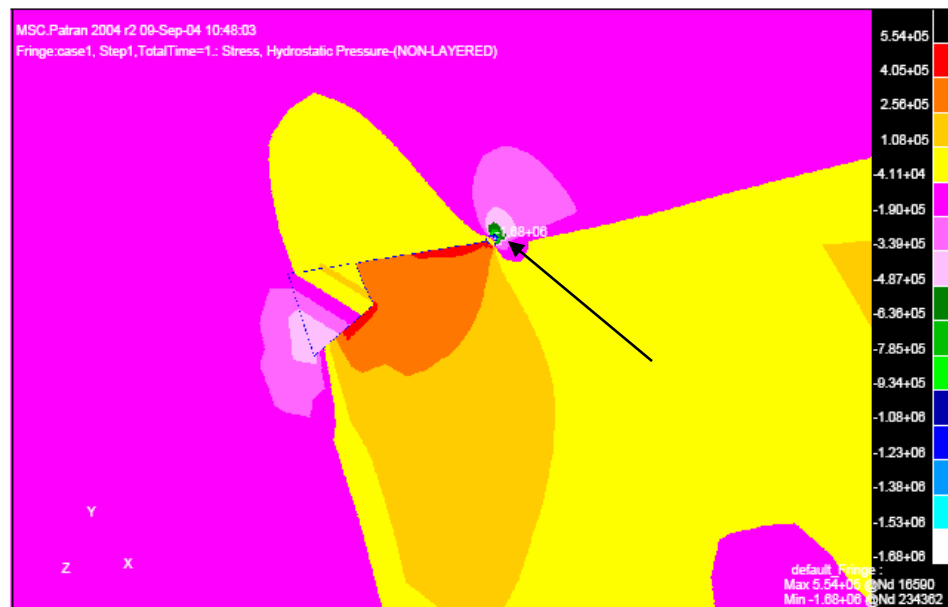 MSC.Patran 2004 r2 09-Sep-04 10:48:03
Fringe:case1, Step1,TotalTime=1.: Stress, Hydrostatic Pressure-(NON-LAYERED)
5.54+05
4.05+05
2.56+05
1.08+05
-4.11+04
-1.90+05
-3.39+05
-4.87+05
-6.36+05
-7.85+05
-9.34+05
-1.08+06
-1.23+06
-1.38+06
-1.53+06
-1.68+06
.68+06
Y
Z X
default_Fringe :
Max 5.54+05 @Nd 16590
Min -1.68+06 @Nd 234362